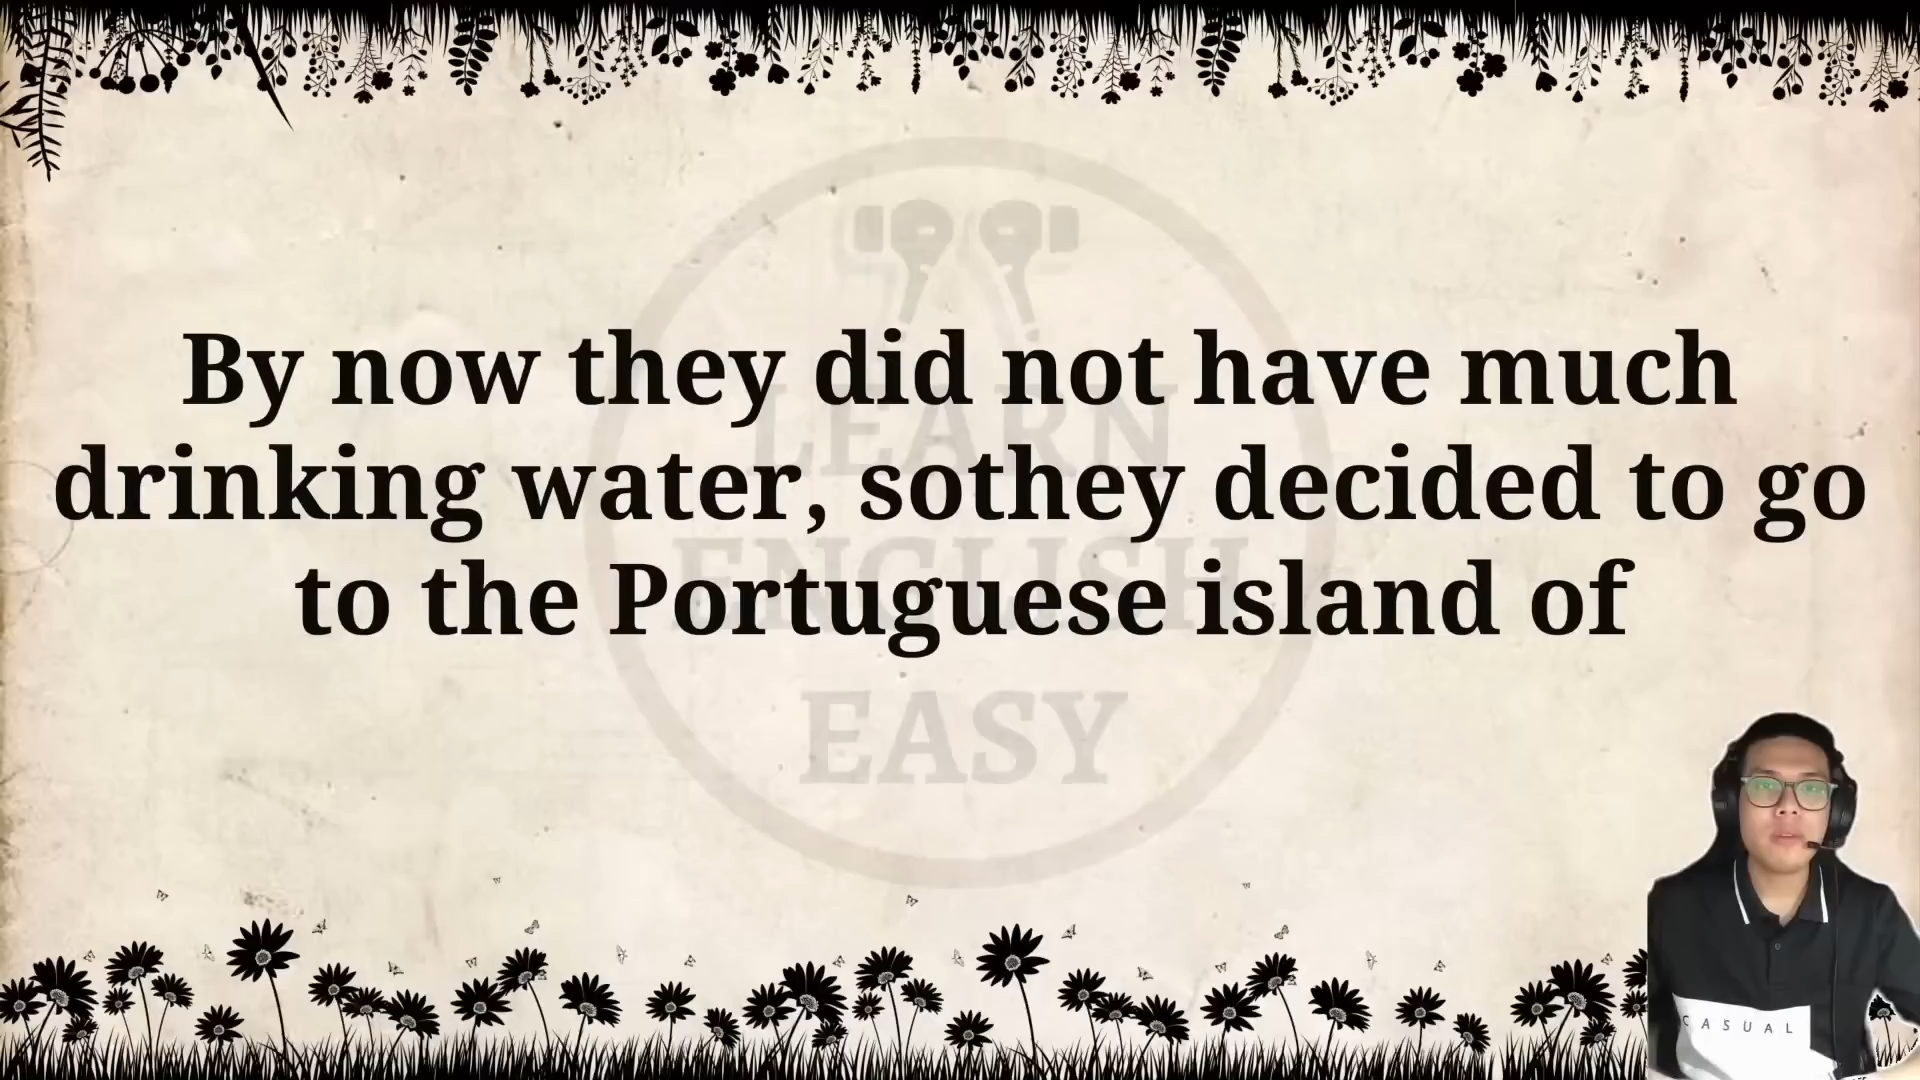 By now they did not have much
drinking water, sothey decided to go
to the Portuguese island of
LEARN
ENGLISH
EASY
CASUAL